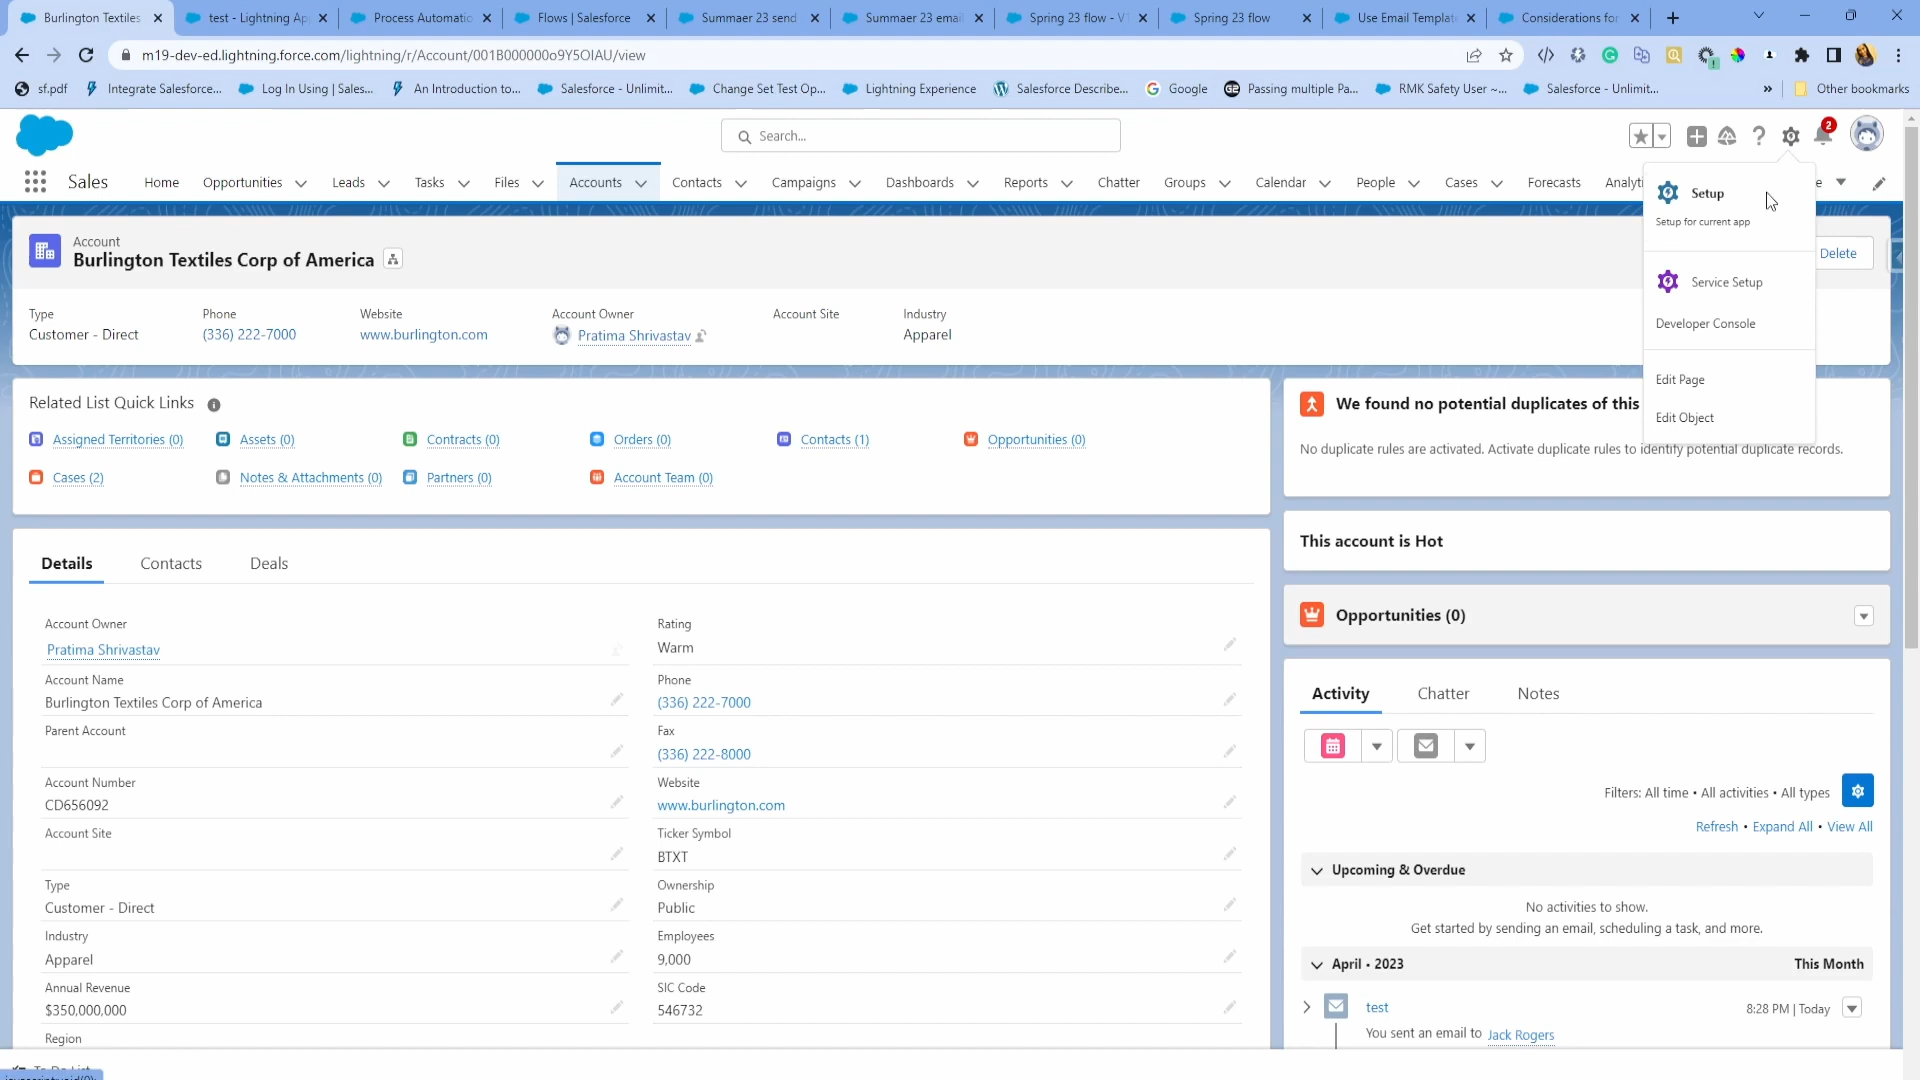 Burlington Textiles
test - Lightning Ap
Process Automatic
Flows | Salesforce
Summaer 23 send
Summaer 23 email
Spring 23 flow - V
Spring 23 flow
Use Email Templat
Considerations for
m19-dev-ed.lightning.force.com/lightning/r/Account/001B000000o9Y5OIAU/view
sf.pdf
Integrate Salesforce...
Log In Using | Sales...
An Introduction to...
Salesforce - Unlimit...
Change Set Test Op...
Lightning Experience
Salesforce Describe...
Google
Passing multiple Pa...
RMK Safety User ~...
Salesforce - Unlimit...
Other bookmarks
Search...
2
Sales
Home
Opportunities
Leads
Tasks
Files
Accounts
Contacts
Campaigns
Dashboards
Reports
Chatter
Groups
Calendar
People
Cases
Forecasts
Analyti
e
Setup
Setup for current app
Service Setup
Developer Console
Edit Page
Edit Object
Account
Burlington Textiles Corp of America
Delete
Type
Customer - Direct
Phone
(336) 222-7000
Website
www.burlington.com
Account Owner
Pratima Shrivastav
Account Site
Industry
Apparel
Related List Quick Links
Assigned Territories (0)
Assets (0)
Contracts (0)
Orders (0)
Contacts (1)
Opportunities (0)
Cases (2)
Notes & Attachments (0)
Partners (0)
Account Team (0)
We found no potential duplicates of this
No duplicate rules are activated. Activate duplicate rules to identify potential duplicate records.
This account is Hot
Opportunities (0)
Details
Contacts
Deals
Account Owner
Pratima Shrivastav
Rating
Warm
Account Name
Burlington Textiles Corp of America
Phone
(336) 222-7000
Parent Account
Fax
(336) 222-8000
Account Number
CD656092
Website
www.burlington.com
Account Site
Ticker Symbol
BTXT
Type
Customer - Direct
Ownership
Public
Industry
Apparel
Employees
9,000
Annual Revenue
$350,000,000
SIC Code
546732
Region
Activity
Chatter
Notes
Filters: All time • All activities • All types
Refresh • Expand All • View All
Upcoming & Overdue
No activities to show.
Get started by sending an email, scheduling a task, and more.
April • 2023
This Month
test
8:28 PM | Today
You sent an email to Jack Rogers